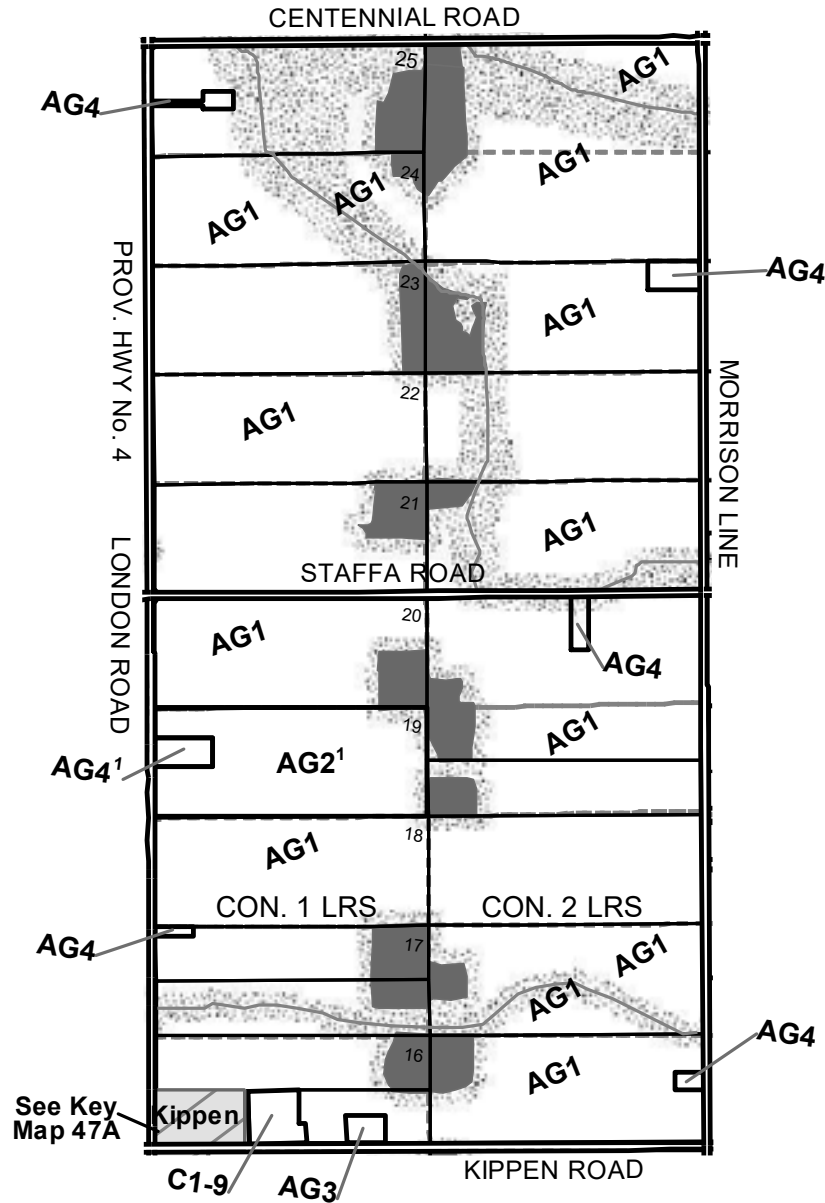 CENTENNIAL ROAD
25
AG1
AG4
24
AG1
AG1
AG1
PROV. HWY No. 4
23
AG4
AG1
MORRISON LINE
22
AG1
21
AG1
STAFFA ROAD
LONDON ROAD
20
AG1
AG4
19
AG1
AG4¹
AG2¹
18
AG1
CON. 1 LRS
CON. 2 LRS
AG4
17
AG1
AG1
16
AG1
AG4
See Key
Map 47A
Kippen
C1-9
AG3
KIPPEN ROAD